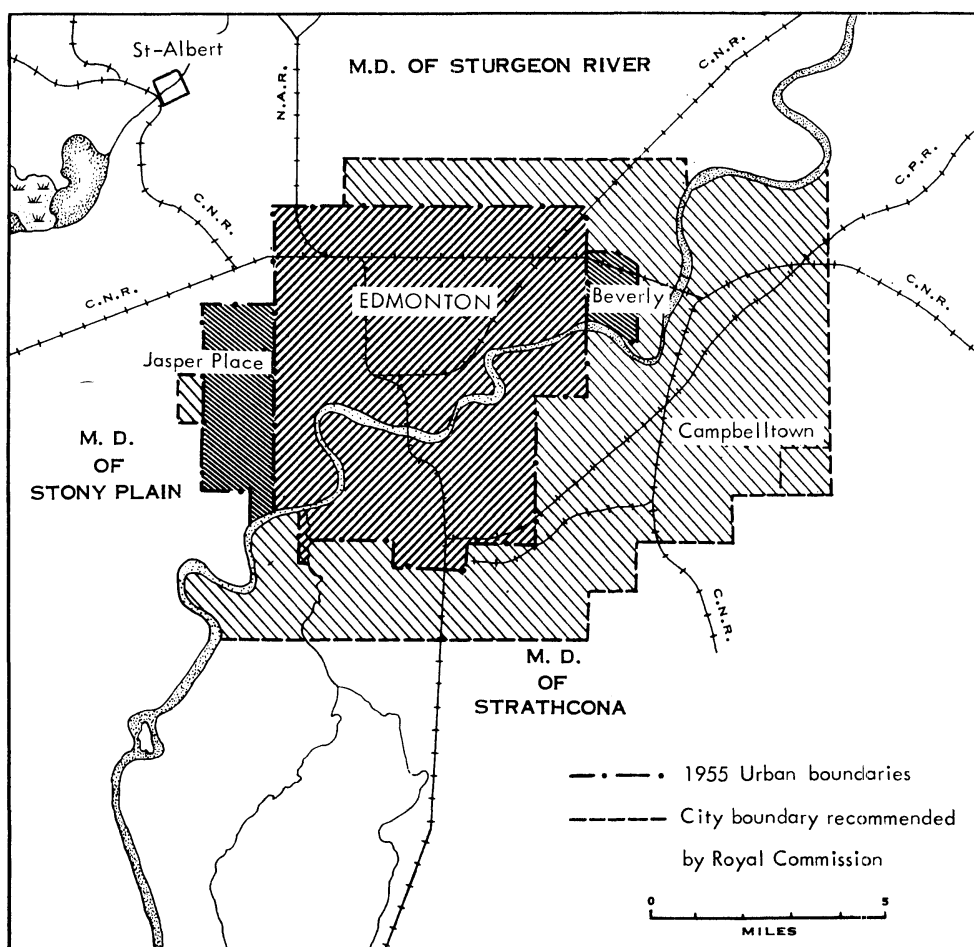 St-Albert
M.D. OF STURGEON RIVER
N.A.R.
C.N.R.
C.P.R.
C.N.R.
C.N.R.
C.N.R.
EDMONTON
Beverly
Jasper Place
Campbelltown
M. D.
OF
STONY PLAIN
C.N.R.
M. D.
OF
STRATHCONA
1955 Urban boundaries
City boundary recommended
by Royal Commission
0 5
MILES